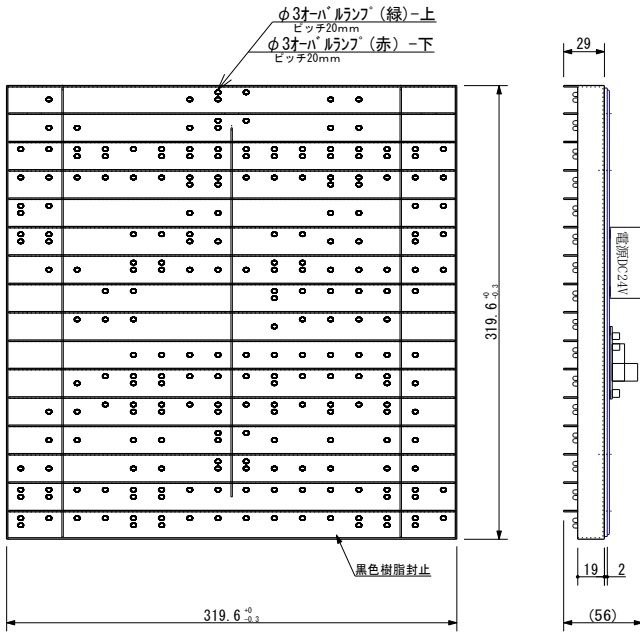 φ3オーバルランプ(緑)-上
ピッチ20mm
φ3オーバルランプ(赤)-下
ピッチ20mm
29
電源DC24V
319.6 +0 -0.3
黒色樹脂封止
19
2
319.6 +0 -0.3
(56)